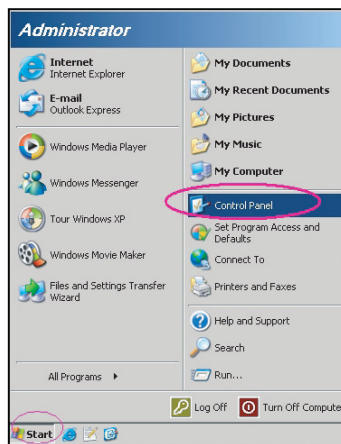 Administrator
Internet
Internet Explorer
E-mail
Outlook Express
Windows Media Player
Windows Messenger
Tour Windows XP
Windows Movie Maker
Files and Settings Transfer
Wizard
All Programs
My Documents
My Recent Documents
My Pictures
My Music
My Computer
Control Panel
Set Program Access and
Defaults
Connect To
Printers and Faxes
Help and Support
Search
Run...
Log Off
Turn Off Compute
Start